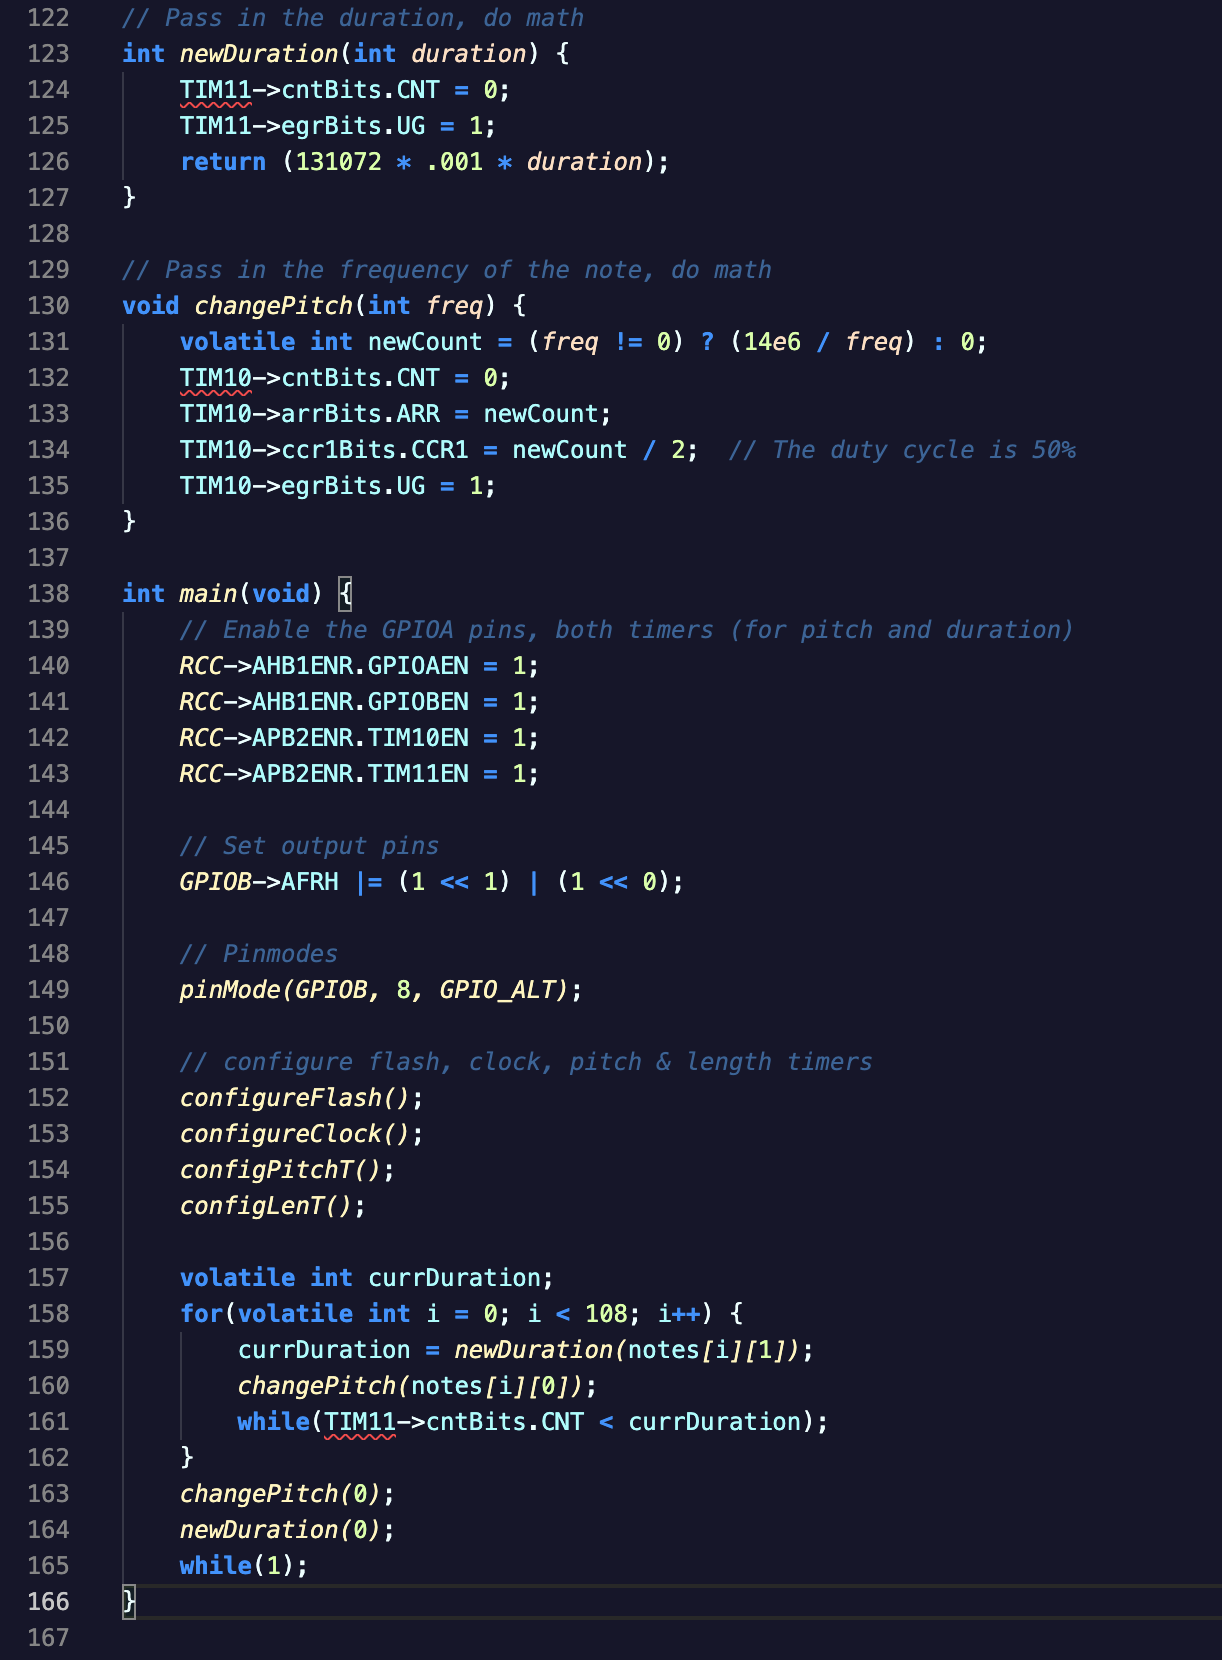 122 // Pass in the duration, do math
123 int newDuration(int duration) {
124 TIM11->cntBits.CNT = 0;
125 TIM11->egrBits.UG = 1;
126 return (131072 * .001 * duration);
127 }
128
129 // Pass in the frequency of the note, do math
130 void changePitch(int freq) {
131 volatile int newCount = (freq != 0) ? (14e6 / freq) : 0;
132 TIM10->cntBits.CNT = 0;
133 TIM10->arrBits.ARR = newCount;
134 TIM10->ccr1Bits.CCR1 = newCount / 2;  // The duty cycle is 50%
135 TIM10->egrBits.UG = 1;
136 }
137
138 int main(void) {
139 // Enable the GPIOA pins, both timers (for pitch and duration)
140 RCC->AHB1ENR.GPIOAEN = 1;
141 RCC->AHB1ENR.GPIOBEN = 1;
142 RCC->APB2ENR.TIM10EN = 1;
143 RCC->APB2ENR.TIM11EN = 1;
144
145 // Set output pins
146 GPIOB->AFRH |= (1 << 1) | (1 << 0);
147
148 // Pinmodes
149 pinMode(GPIOB, 8, GPIO_ALT);
150
151 // configure flash, clock, pitch & length timers
152 configureFlash();
153 configureClock();
154 configPitchT();
155 configLenT();
156
157 volatile int currDuration;
158 for(volatile int i = 0; i < 108; i++) {
159 currDuration = newDuration(notes[i][1]);
160 changePitch(notes[i][0]);
161 while(TIM11->cntBits.CNT < currDuration);
162 }
163 changePitch(0);
164 newDuration(0);
165 while(1);
166 }
167